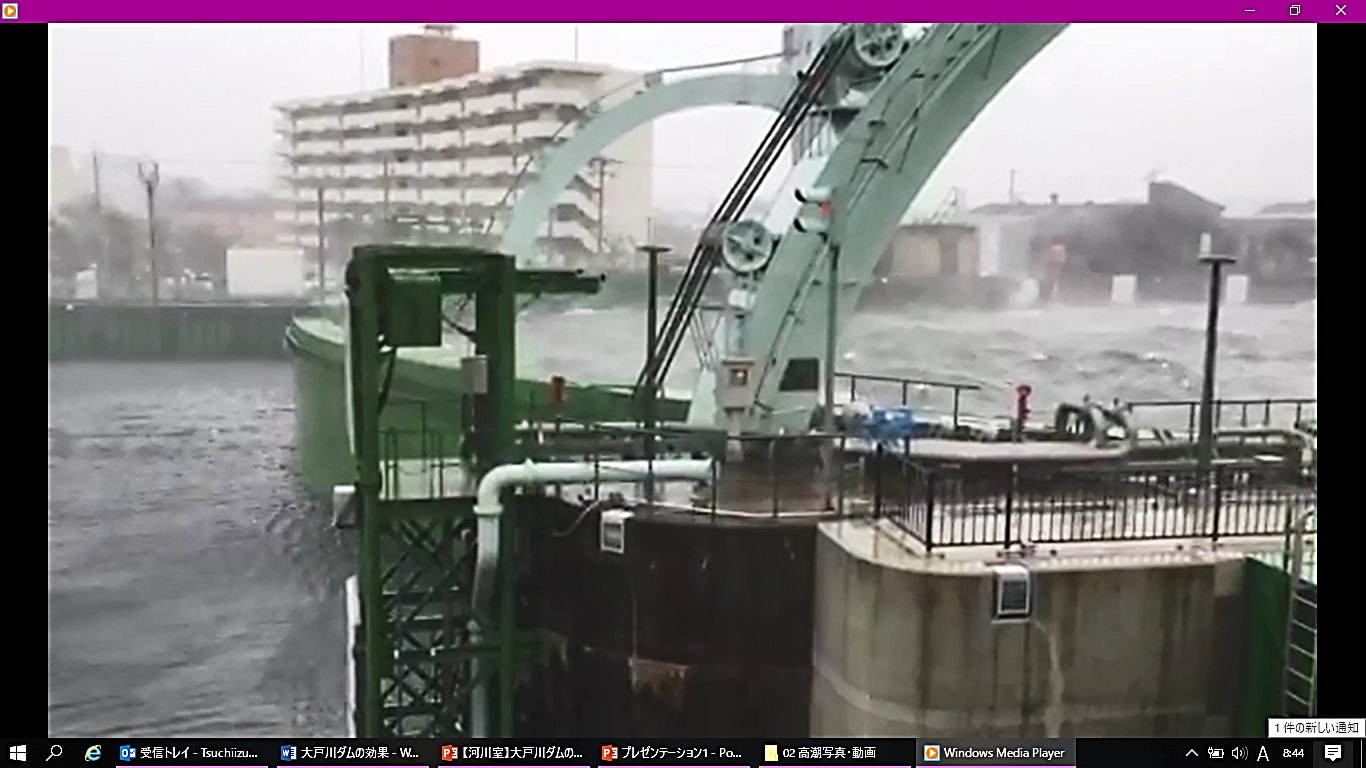 1 件の新しい通知
受信トレイ - Tsuchiizu...
大戸川ダムの効果 - W...
【河川室】大戸川ダムの...
プレゼンテーション1 - Po...
02 高潮写真・動画
Windows Media Player
A
8:44